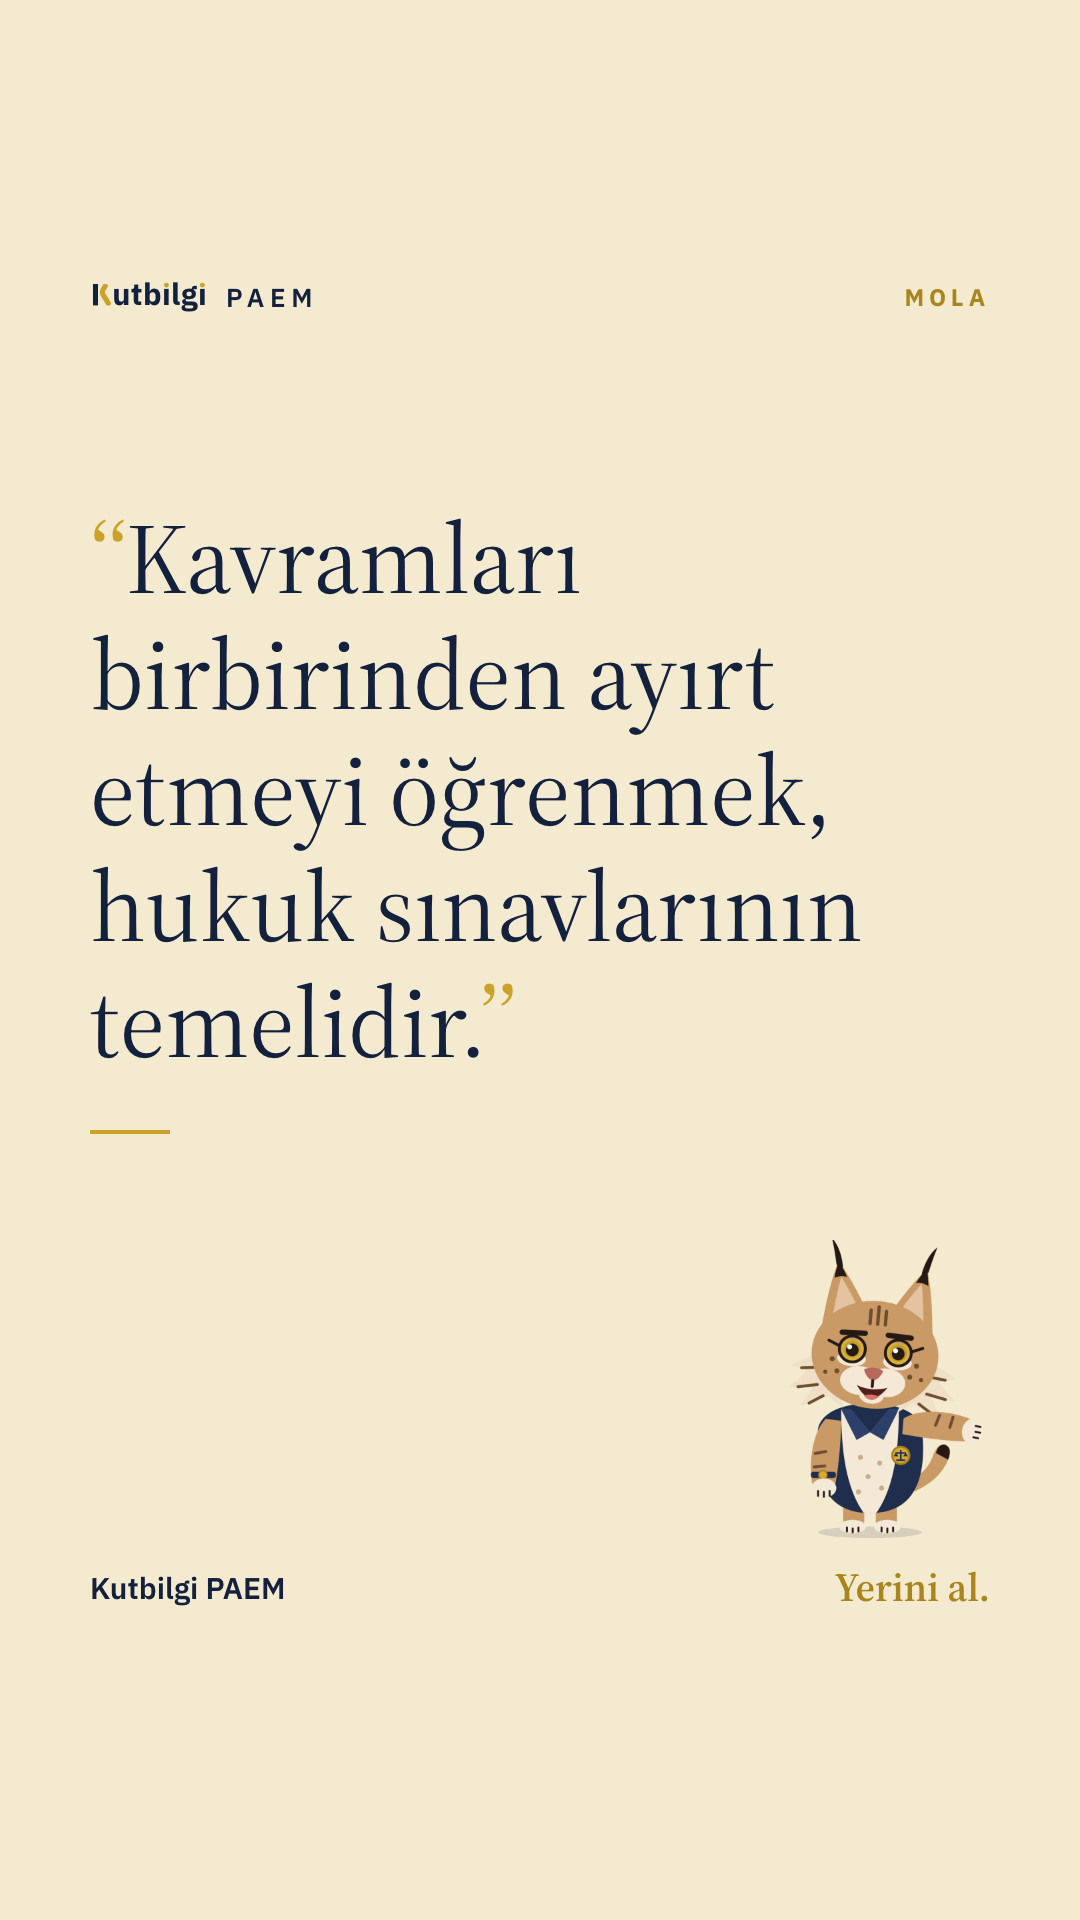 Kutbilgi PAEM
MOLA
“Kavramları
birbirinden ayırt
etmeyi öğrenmek,
hukuk sınavlarının
temelidir.”
Kutbilgi PAEM
Yerini al.